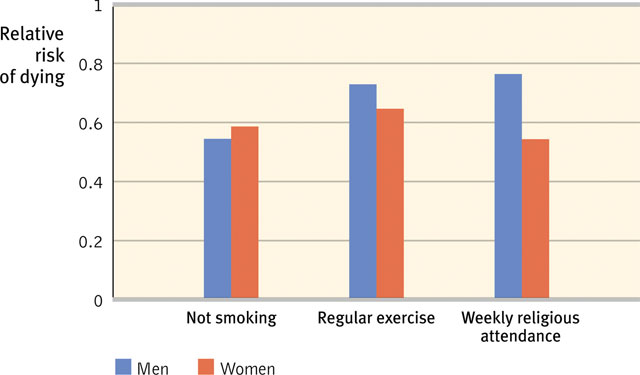 Relative
risk
of dying
1
0.8
0.6
0.4
0.2
0
Not smoking
Regular exercise
Weekly religious
attendance
Men
Women